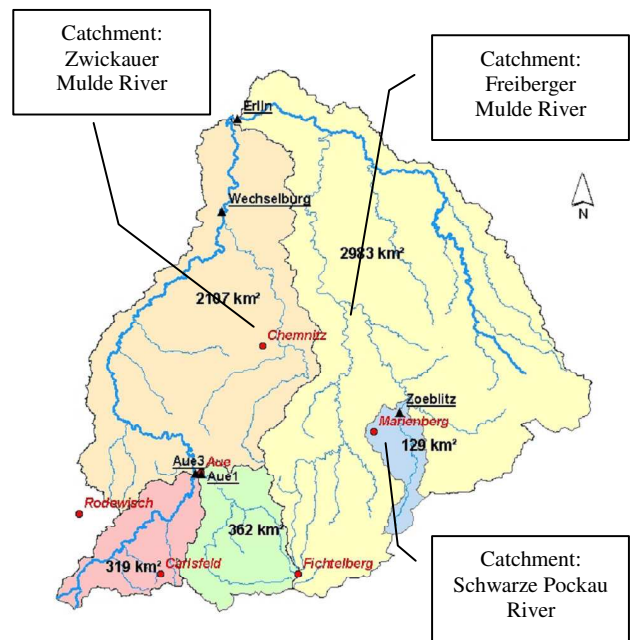 Catchment:
Zwickauer
Mulde River
Catchment:
Freiberger
Mulde River
Erlln
Wechselburg
N
2983 km²
2107 km²
Chemnitz
Zoeblitz
Marienberg
129 km²
Aue3 Aue
Aue1
Rodewisch
362 km²
319 km²
Carlsfeld
Fichtelberg
Catchment:
Schwarze Pockau
River